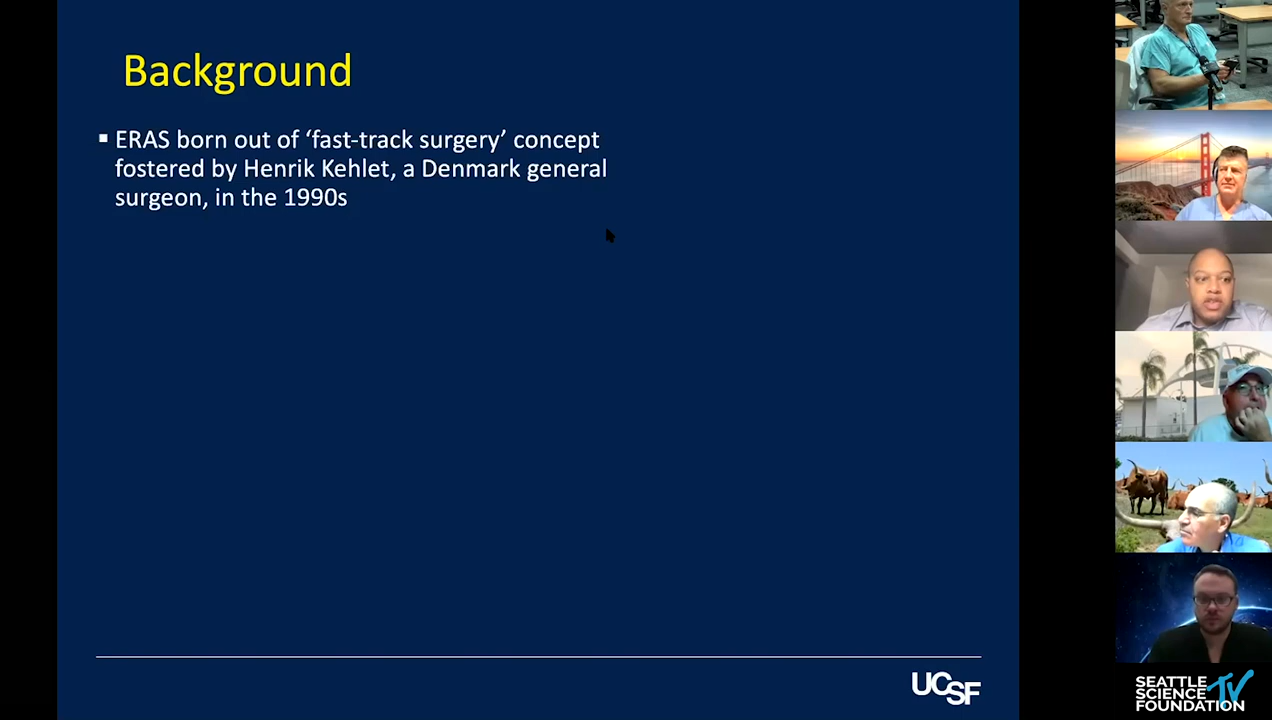 Background
▪ ERAS born out of ‘fast-track surgery’ concept
fostered by Henrik Kehlet, a Denmark general
surgeon, in the 1990s
UCSF
SEATTLE
SCIENCE TV
FOUNDATION